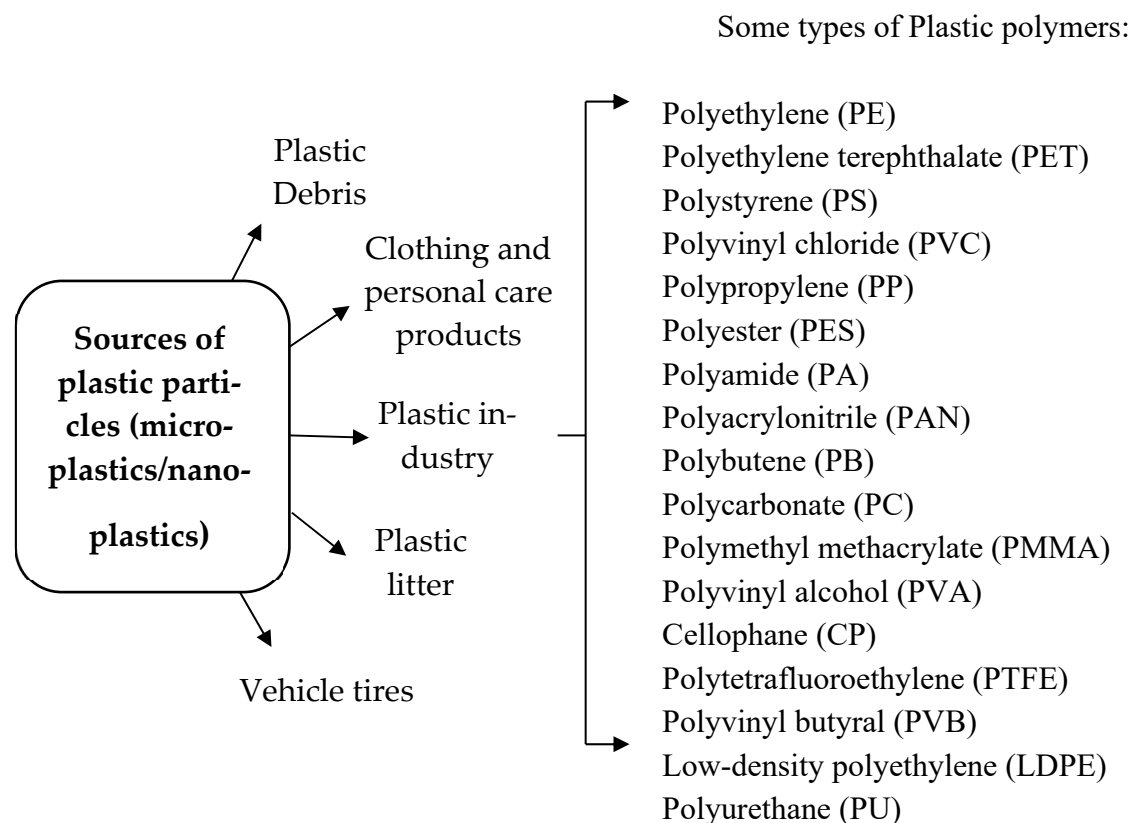 Some types of Plastic polymers:
Plastic
Debris
Clothing and
personal care
products
Plastic in-
dustry
Plastic
litter
Vehicle tires
Sources of
plastic parti-
cles (micro-
plastics/nano-
plastics)
Polyethylene (PE)
Polyethylene terephthalate (PET)
Polystyrene (PS)
Polyvinyl chloride (PVC)
Polypropylene (PP)
Polyester (PES)
Polyamide (PA)
Polyacrylonitrile (PAN)
Polybutene (PB)
Polycarbonate (PC)
Polymethyl methacrylate (PMMA)
Polyvinyl alcohol (PVA)
Cellophane (CP)
Polytetrafluoroethylene (PTFE)
Polyvinyl butyral (PVB)
Low-density polyethylene (LDPE)
Polyurethane (PU)